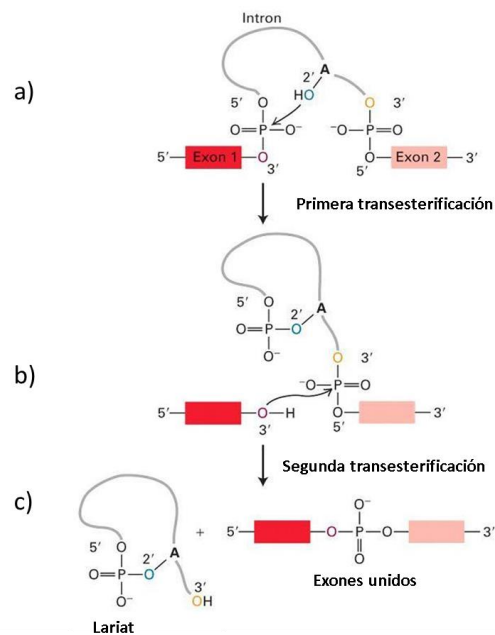 Intron
A
a)
2'
HO
5' O O 3'
O=P–O⁻ ⁻O–P=O
5'– Exon 1 –O O– Exon 2 –3'
3' 5'
Primera transesterificación
5' O 2' A
O=P–O
O⁻ O 3'
b)
⁻O–P=O
5'– –O–H O– –3'
3' 5'
Segunda transesterificación
c)
O⁻
5' O 2' A + 5'– –O–P–O– –3'
O=P–O 3' O
O⁻ OH Exones unidos
Lariat